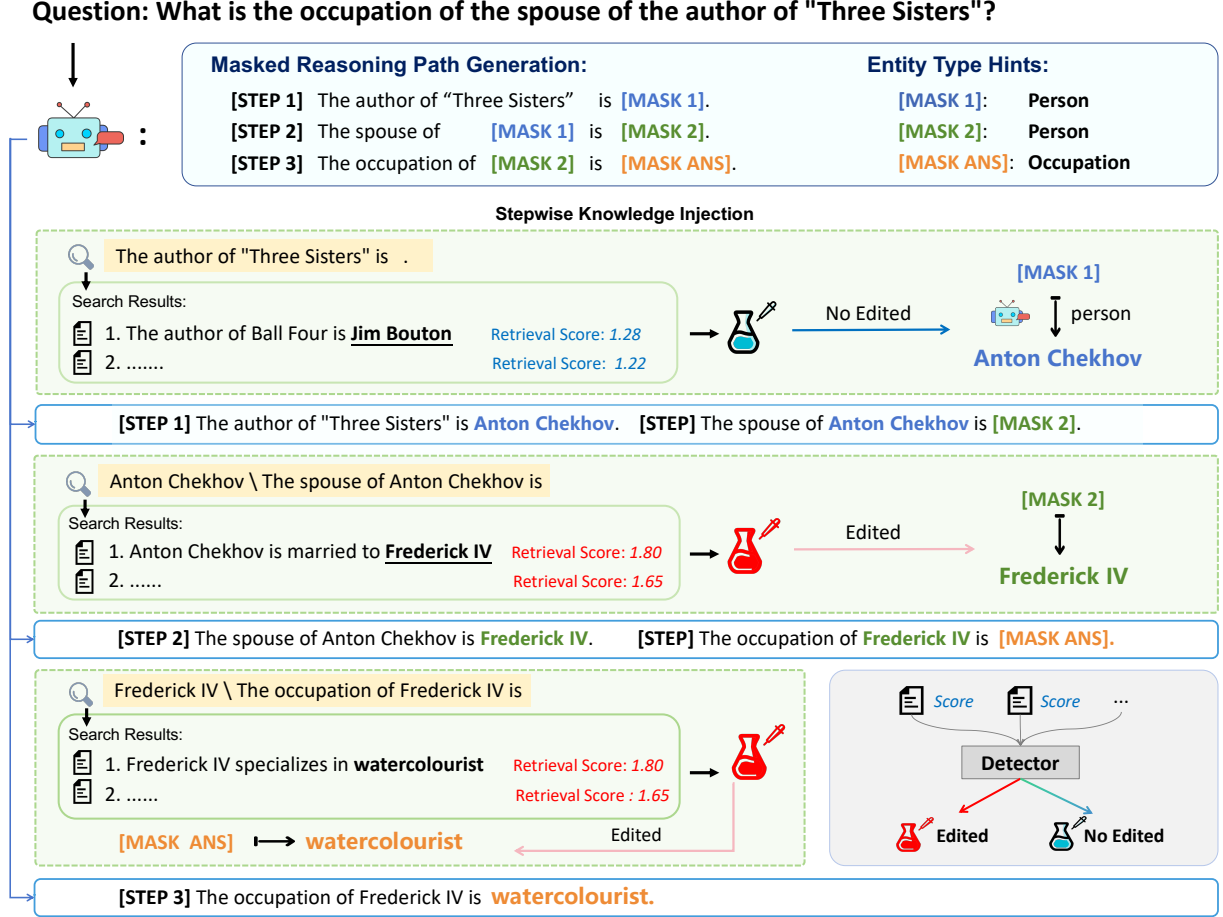 Question: What is the occupation of the spouse of the author of "Three Sisters"?
Masked Reasoning Path Generation:
Entity Type Hints:
[STEP 1] The author of “Three Sisters” is [MASK 1].
[MASK 1]: Person
[STEP 2] The spouse of [MASK 1] is [MASK 2].
[MASK 2]: Person
[STEP 3] The occupation of [MASK 2] is [MASK ANS].
[MASK ANS]: Occupation
:
Stepwise Knowledge Injection
The author of "Three Sisters" is .
Search Results:
1. The author of Ball Four is Jim Bouton Retrieval Score: 1.28
2. ....... Retrieval Score: 1.22
No Edited
[MASK 1]
person
Anton Chekhov
[STEP 1] The author of "Three Sisters" is Anton Chekhov. [STEP] The spouse of Anton Chekhov is [MASK 2].
Anton Chekhov \ The spouse of Anton Chekhov is
Search Results:
1. Anton Chekhov is married to Frederick IV Retrieval Score: 1.80
2. ...... Retrieval Score: 1.65
Edited
[MASK 2]
Frederick IV
[STEP 2] The spouse of Anton Chekhov is Frederick IV. [STEP] The occupation of Frederick IV is [MASK ANS].
Frederick IV \ The occupation of Frederick IV is
Search Results:
1. Frederick IV specializes in watercolourist Retrieval Score: 1.80
2. ...... Retrieval Score : 1.65
Edited
[MASK ANS] watercolourist
Score Score ...
Detector
Edited No Edited
[STEP 3] The occupation of Frederick IV is watercolourist.